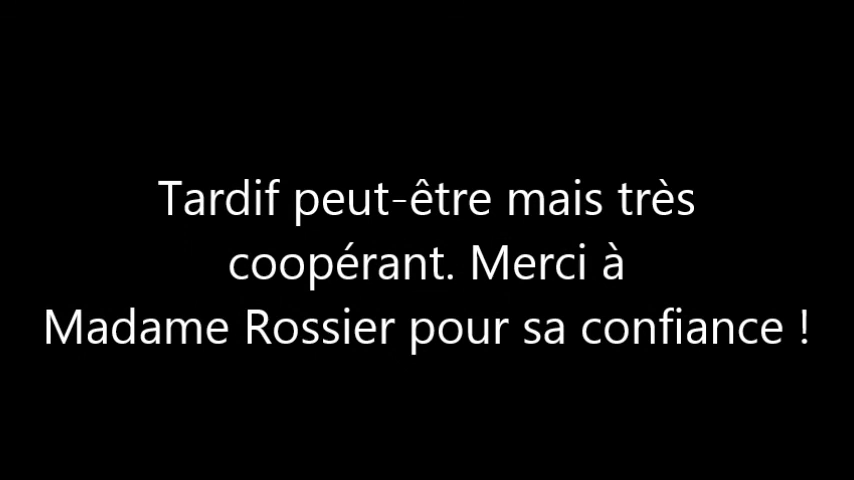 Tardif peut-être mais très
coopérant. Merci à
Madame Rossier pour sa confiance !